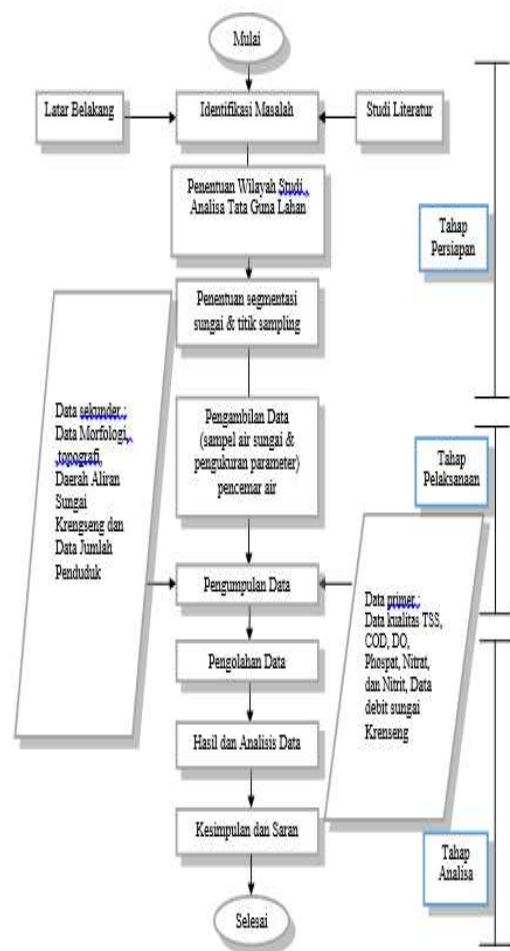 Mulai
Latar Belakang
Identifikasi Masalah
Studi Literatur
Penentuan Wilayah Studi ,
Analisa Tata Guna Lahan
Tahap
Persiapan
Penentuan segmentasi
sungai & titik sampling
Data sekunder :
Data Morfologi,
topografi,
Daerah Aliran
Sungai
Krengseng dan
Data Jumlah
Penduduk
Pengambilan Data
(sampel air sungai &
pengukuran parameter)
pencemar air
Tahap
Pelaksanaan
Pengumpulan Data
Data primer :
Data kualitas TSS,
COD, DO,
Phospat, Nitrat,
dan Nitrit, Data
debit sungai
Krenseng
Pengolahan Data
Hasil dan Analisis Data
Kesimpulan dan Saran
Tahap
Analisa
Selesai